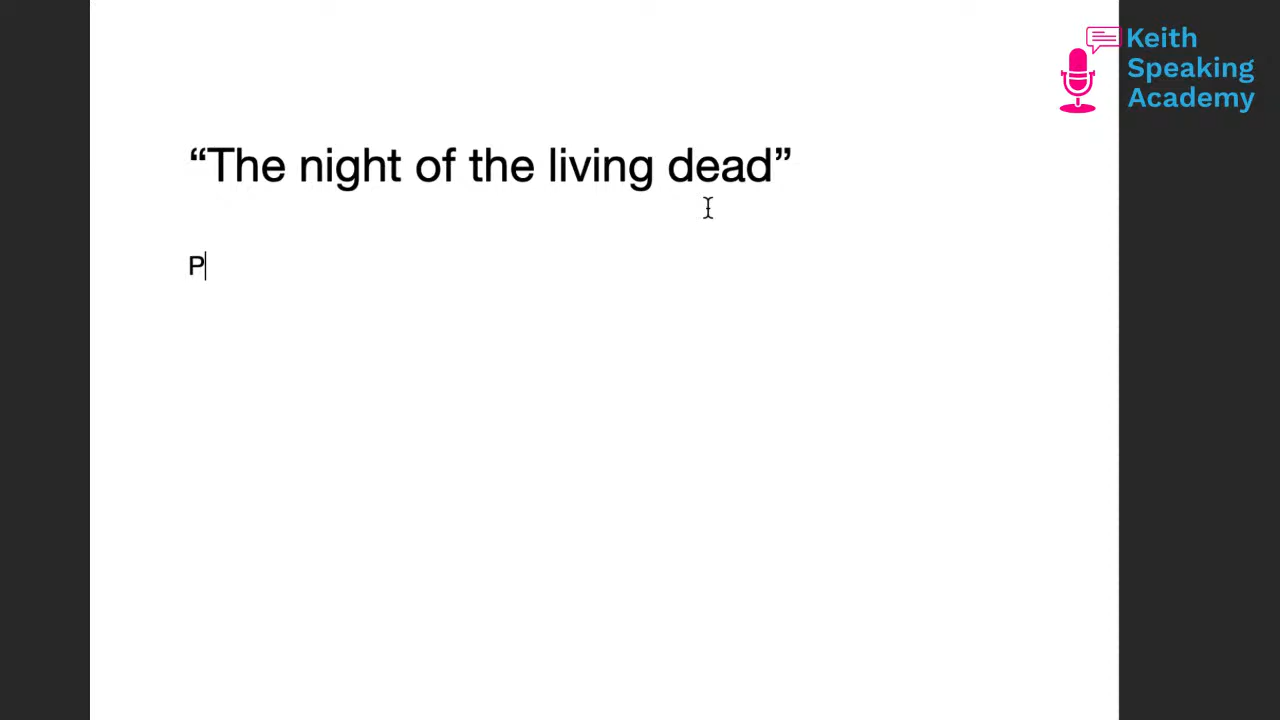 Keith
Speaking
Academy
“The night of the living dead”
P